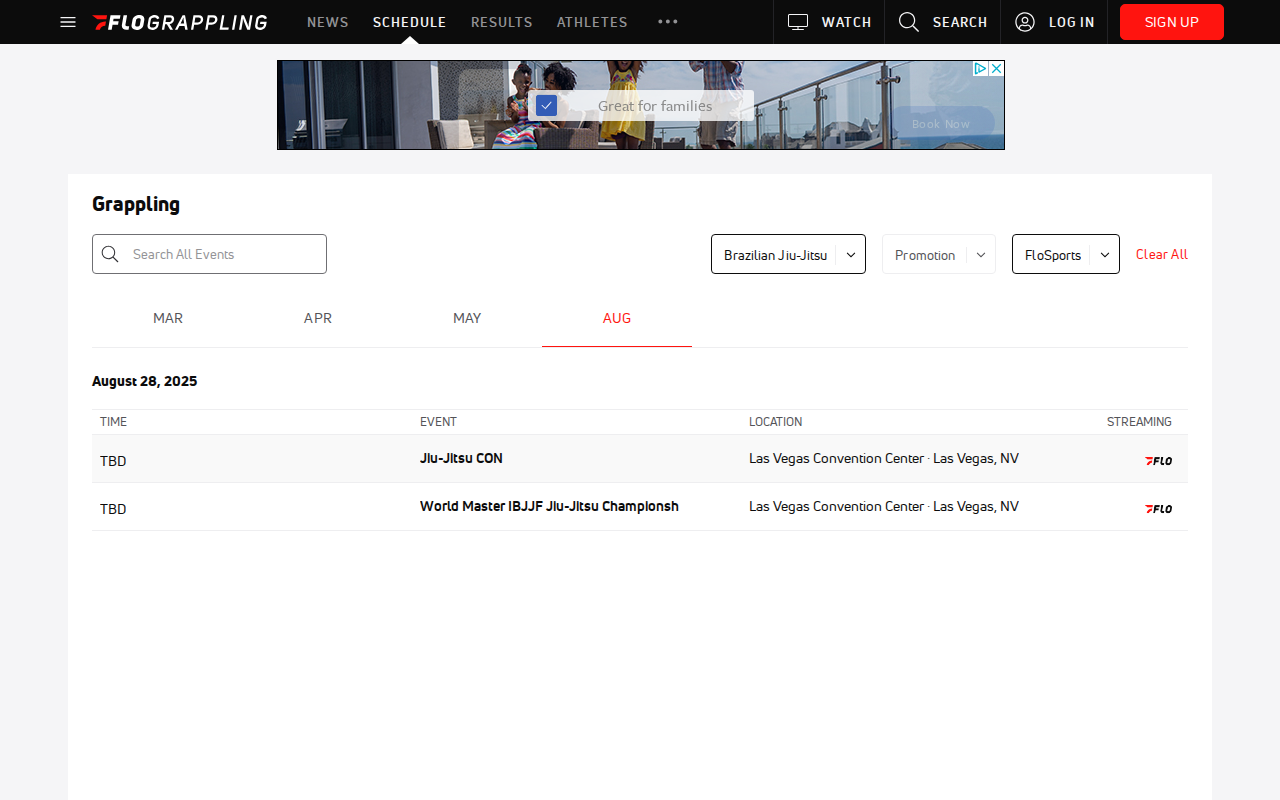 FLOGRAPPLING
NEWS
SCHEDULE
RESULTS
ATHLETES
WATCH
SEARCH
LOG IN
SIGN UP
Great for families
Book Now
Grappling
Search All Events
Brazilian Jiu-Jitsu
Promotion
FloSports
Clear All
MAR
APR
MAY
AUG
August 28, 2025
TIME EVENT LOCATION STREAMING
TBD Jiu-Jitsu CON Las Vegas Convention Center · Las Vegas, NV FLO
TBD World Master IBJJF Jiu-Jitsu Championsh Las Vegas Convention Center · Las Vegas, NV FLO